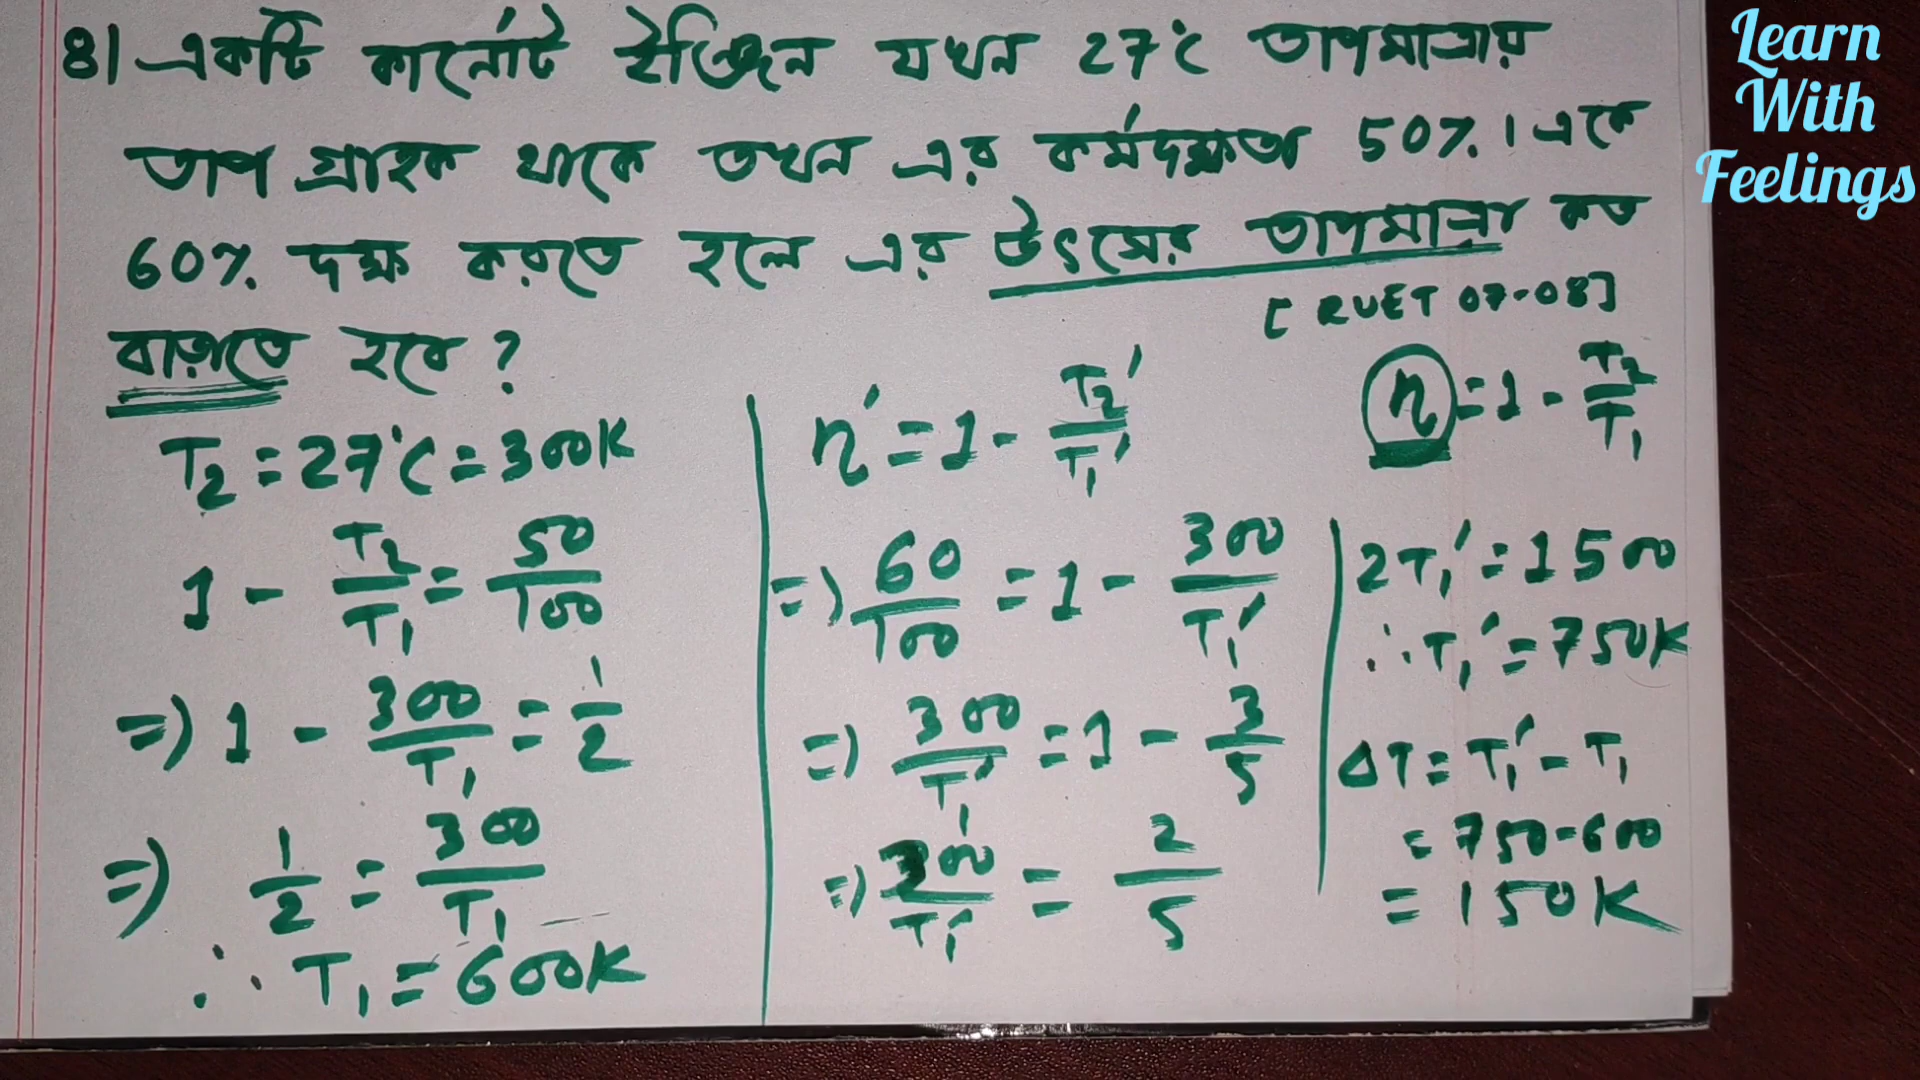 8। একটি কার্নোট ইঞ্জিন যখন 27°C তাপমাত্রায়
তাপ গ্রাহক থাকে তখন এর কর্মদক্ষতা 50%। একে
60% দক্ষ করতে হলে এর উৎসের তাপমাত্রা কত
বাড়াতে হবে?
[RUET 07-08]
T₂ = 27°C = 300K
1 - T₂/T₁ = 50/100
=> 1 - 300/T₁ = 1/2
=> 1/2 = 300/T₁
∴ T₁ = 600K
η' = 1 - T₂'/T₁'
=> 60/100 = 1 - 300/T₁'
=> 300/T₁' = 1 - 3/5
=> 300/T₁' = 2/5
η = 1 - T₂/T₁
2T₁' = 1500
∴ T₁' = 750K
ΔT = T₁' - T₁
= 750 - 600
= 150K
Learn
With
Feelings